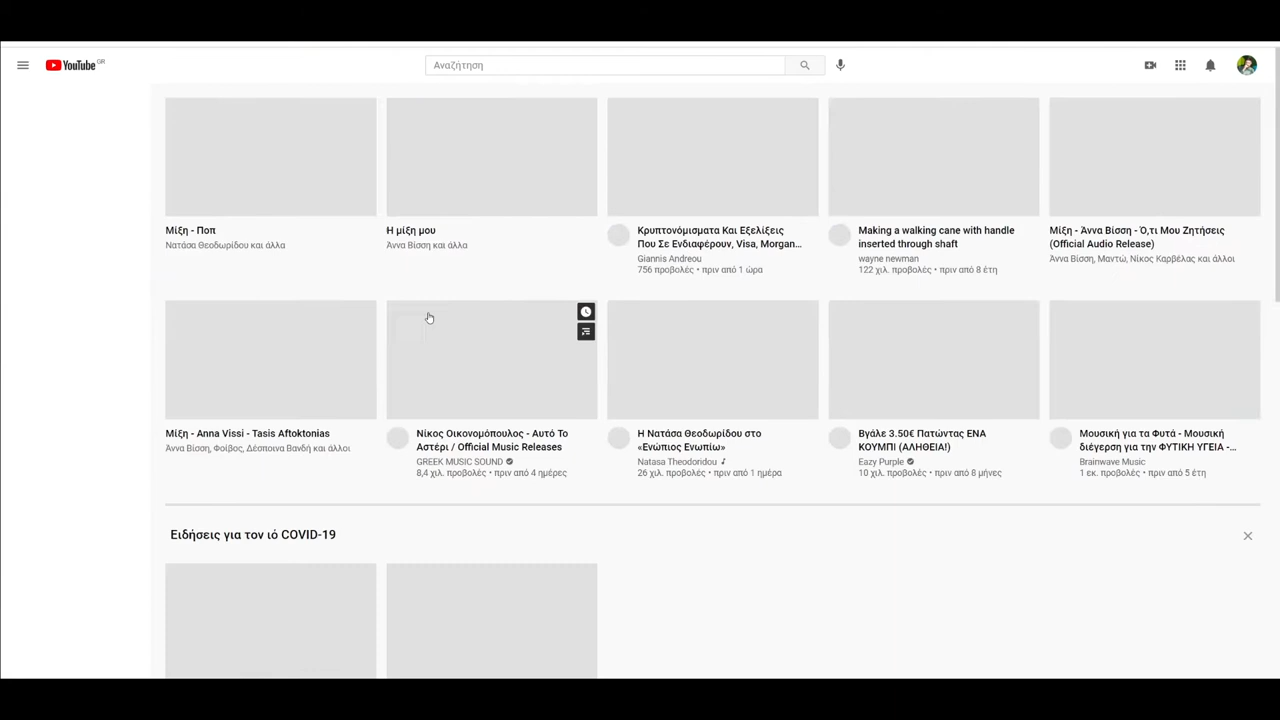 YouTube GR
Αναζήτηση
Μίξη - Ποπ
Νατάσα Θεοδωρίδου και άλλα
Η μίξη μου
Άννα Βίσση και άλλα
Κρυπτονόμισματα Και Εξελίξεις
Που Σε Ενδιαφέρουν, Visa, Morgan...
Giannis Andreou
756 προβολές • πριν από 1 ώρα
Making a walking cane with handle
inserted through shaft
wayne newman
122 χιλ. προβολές • πριν από 8 έτη
Μίξη - Άννα Βίσση - Ό,τι Μου Ζητήσεις
(Official Audio Release)
Άννα Βίσση, Μαντώ, Νίκος Καρβέλας και άλλοι
Μίξη - Anna Vissi - Tasis Aftoktonias
Άννα Βίσση, Φοίβος, Δέσποινα Βανδή και άλλοι
Νίκος Οικονομόπουλος - Αυτό Το
Αστέρι / Official Music Releases
GREEK MUSIC SOUND
8,4 χιλ. προβολές • πριν από 4 ημέρες
Η Νατάσα Θεοδωρίδου στο
«Ενώπιος Ενωπίω»
Natasa Theodoridou
26 χιλ. προβολές • πριν από 1 ημέρα
Βγάλε 3.50€ Πατώντας ΕΝΑ
ΚΟΥΜΠΙ (ΑΛΗΘΕΙΑ!)
Eazy Purple
10 χιλ. προβολές • πριν από 8 μήνες
Μουσική για τα Φυτά - Μουσική
διέγερση για την ΦΥΤΙΚΗ ΥΓΕΙΑ -...
Brainwave Music
1 εκ. προβολές • πριν από 5 έτη
Ειδήσεις για τον ιό COVID-19